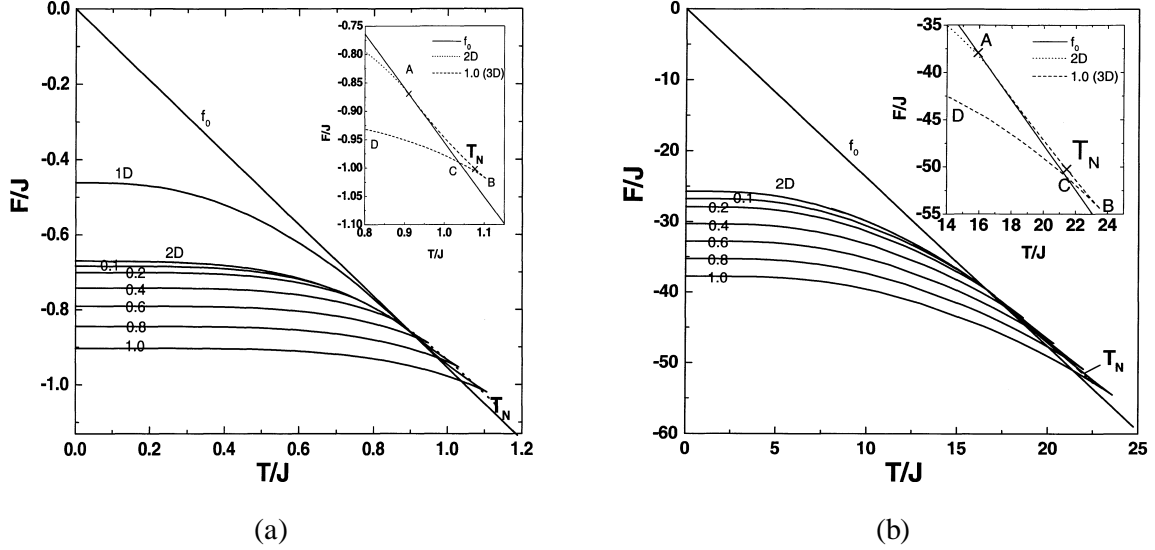 0.0
-0.2
-0.4
-0.6
-0.8
-1.0
F/J
0.0 0.2 0.4 0.6 0.8 1.0 1.2
T/J
f0
1D
2D
0.1
0.2
0.4
0.6
0.8
1.0
TN
-0.75
-0.80
-0.85
-0.90
-0.95
-1.00
-1.05
-1.10
F/J
0.8 0.9 1.0 1.1
T/J
f0
2D
1.0 (3D)
A
D
C
B
TN
(a)
0
-10
-20
-30
-40
-50
-60
F/J
0 5 10 15 20 25
T/J
f0
2D
0.1
0.2
0.4
0.6
0.8
1.0
TN
-35
-40
-45
-50
-55
F/J
14 16 18 20 22 24
T/J
f0
2D
1.0 (3D)
A
D
TN
C
B
(b)